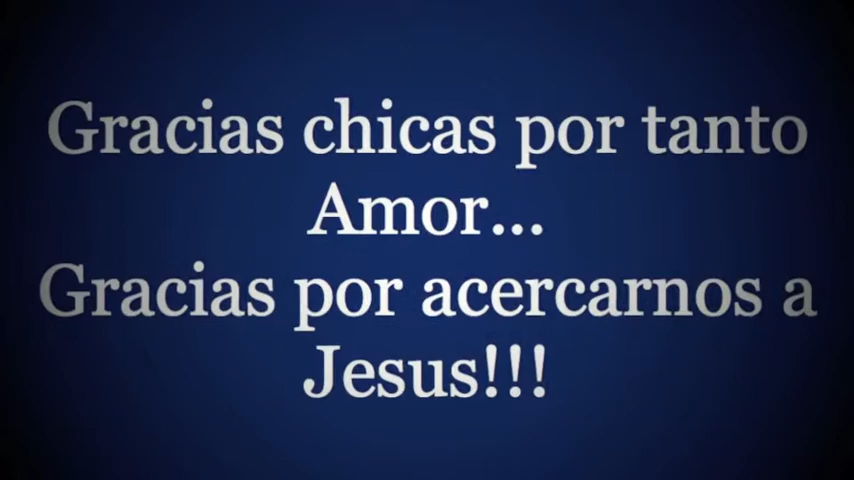 Gracias chicas por tanto
Amor...
Gracias por acercarnos a
Jesus!!!